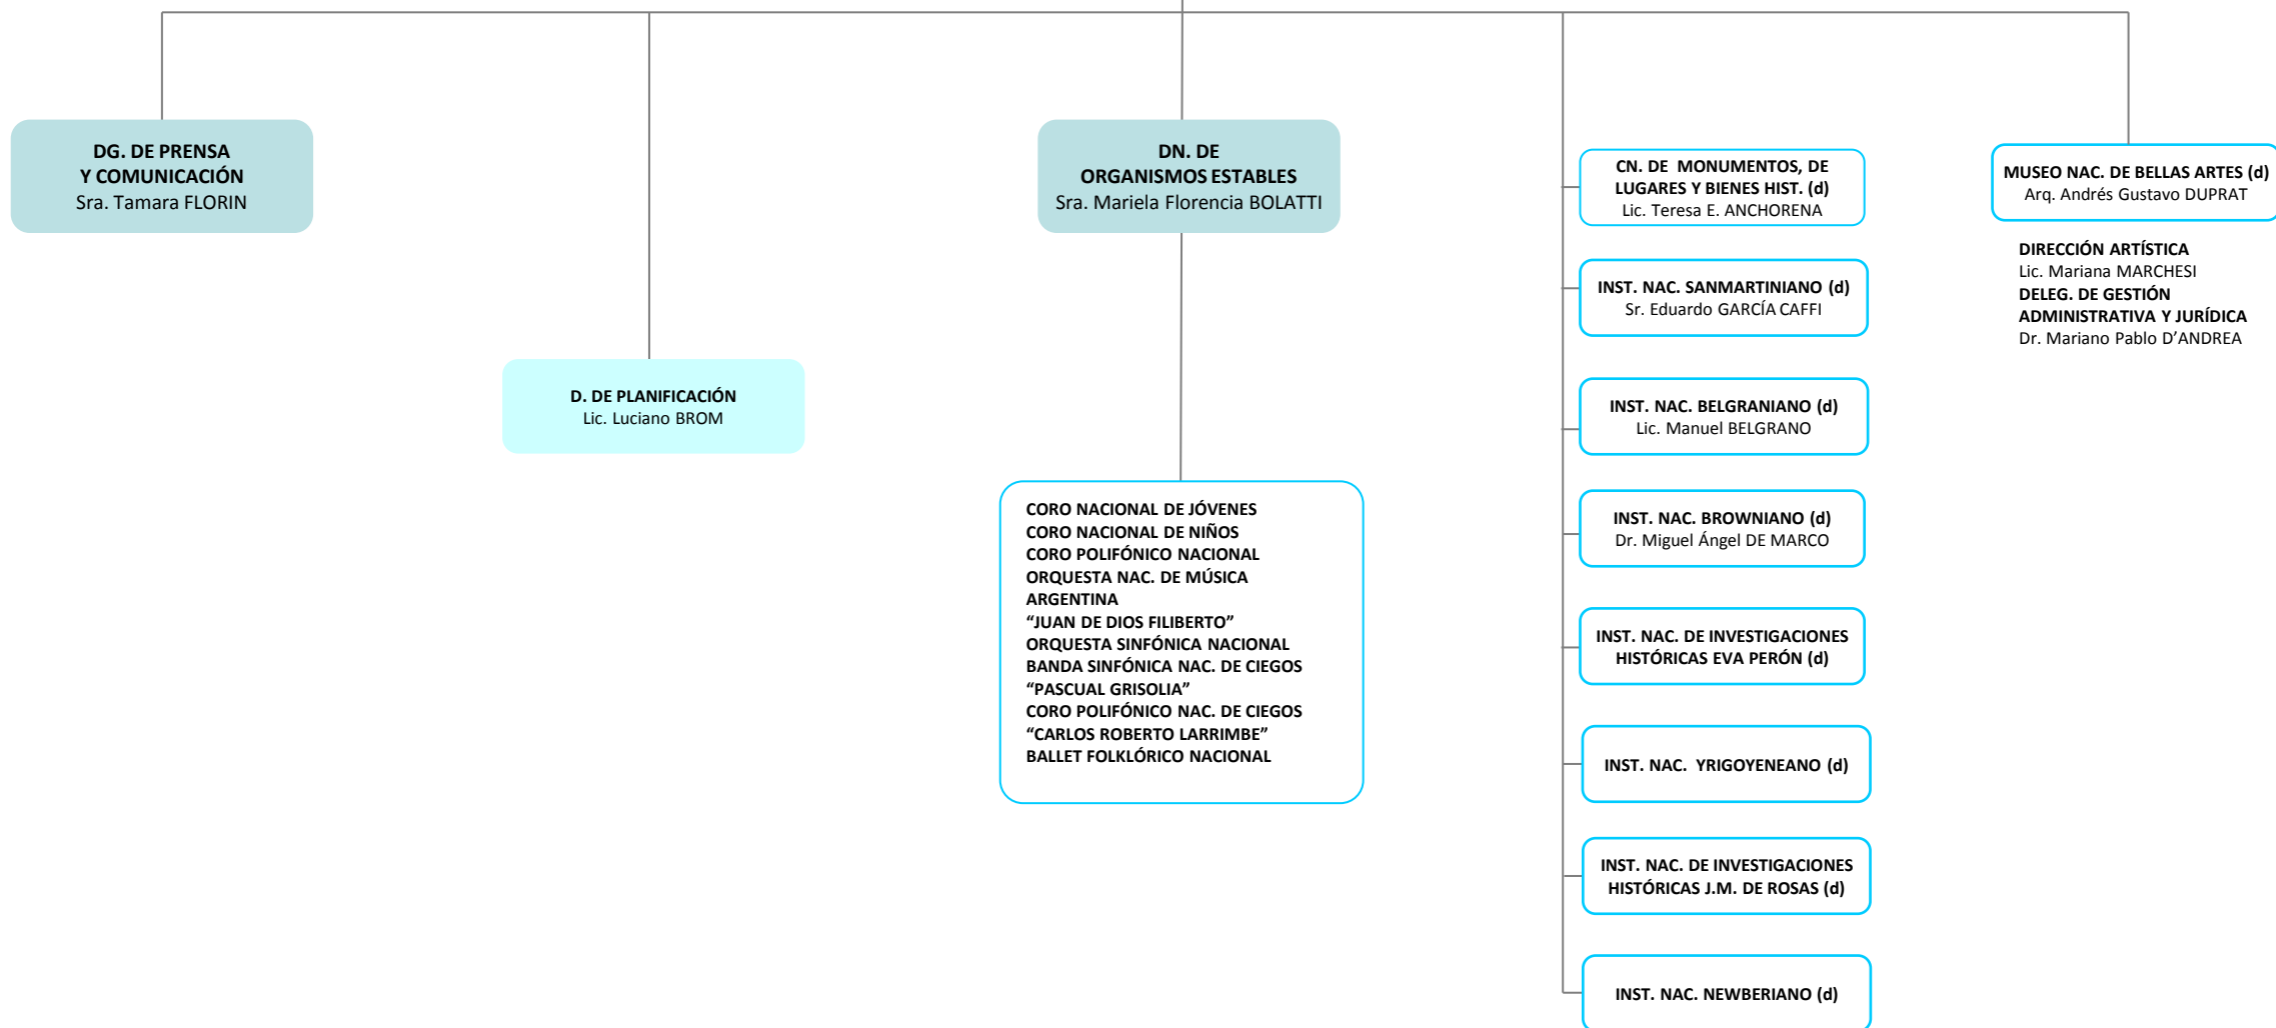 DG. DE PRENSA
Y COMUNICACIÓN
Sra. Tamara FLORIN
D. DE PLANIFICACIÓN
Lic. Luciano BROM
DN. DE
ORGANISMOS ESTABLES
Sra. Mariela Florencia BOLATTI
CORO NACIONAL DE JÓVENES
CORO NACIONAL DE NIÑOS
CORO POLIFÓNICO NACIONAL
ORQUESTA NAC. DE MÚSICA
ARGENTINA
“JUAN DE DIOS FILIBERTO”
ORQUESTA SINFÓNICA NACIONAL
BANDA SINFÓNICA NAC. DE CIEGOS
“PASCUAL GRISOLIA”
CORO POLIFÓNICO NAC. DE CIEGOS
“CARLOS ROBERTO LARRIMBE”
BALLET FOLKLÓRICO NACIONAL
CN. DE MONUMENTOS, DE
LUGARES Y BIENES HIST. (d)
Lic. Teresa E. ANCHORENA
INST. NAC. SANMARTINIANO (d)
Sr. Eduardo GARCÍA CAFFI
INST. NAC. BELGRANIANO (d)
Lic. Manuel BELGRANO
INST. NAC. BROWNIANO (d)
Dr. Miguel Ángel DE MARCO
INST. NAC. DE INVESTIGACIONES
HISTÓRICAS EVA PERÓN (d)
INST. NAC. YRIGOYENEANO (d)
INST. NAC. DE INVESTIGACIONES
HISTÓRICAS J.M. DE ROSAS (d)
INST. NAC. NEWBERIANO (d)
MUSEO NAC. DE BELLAS ARTES (d)
Arq. Andrés Gustavo DUPRAT
DIRECCIÓN ARTÍSTICA
Lic. Mariana MARCHESI
DELEG. DE GESTIÓN
ADMINISTRATIVA Y JURÍDICA
Dr. Mariano Pablo D’ANDREA